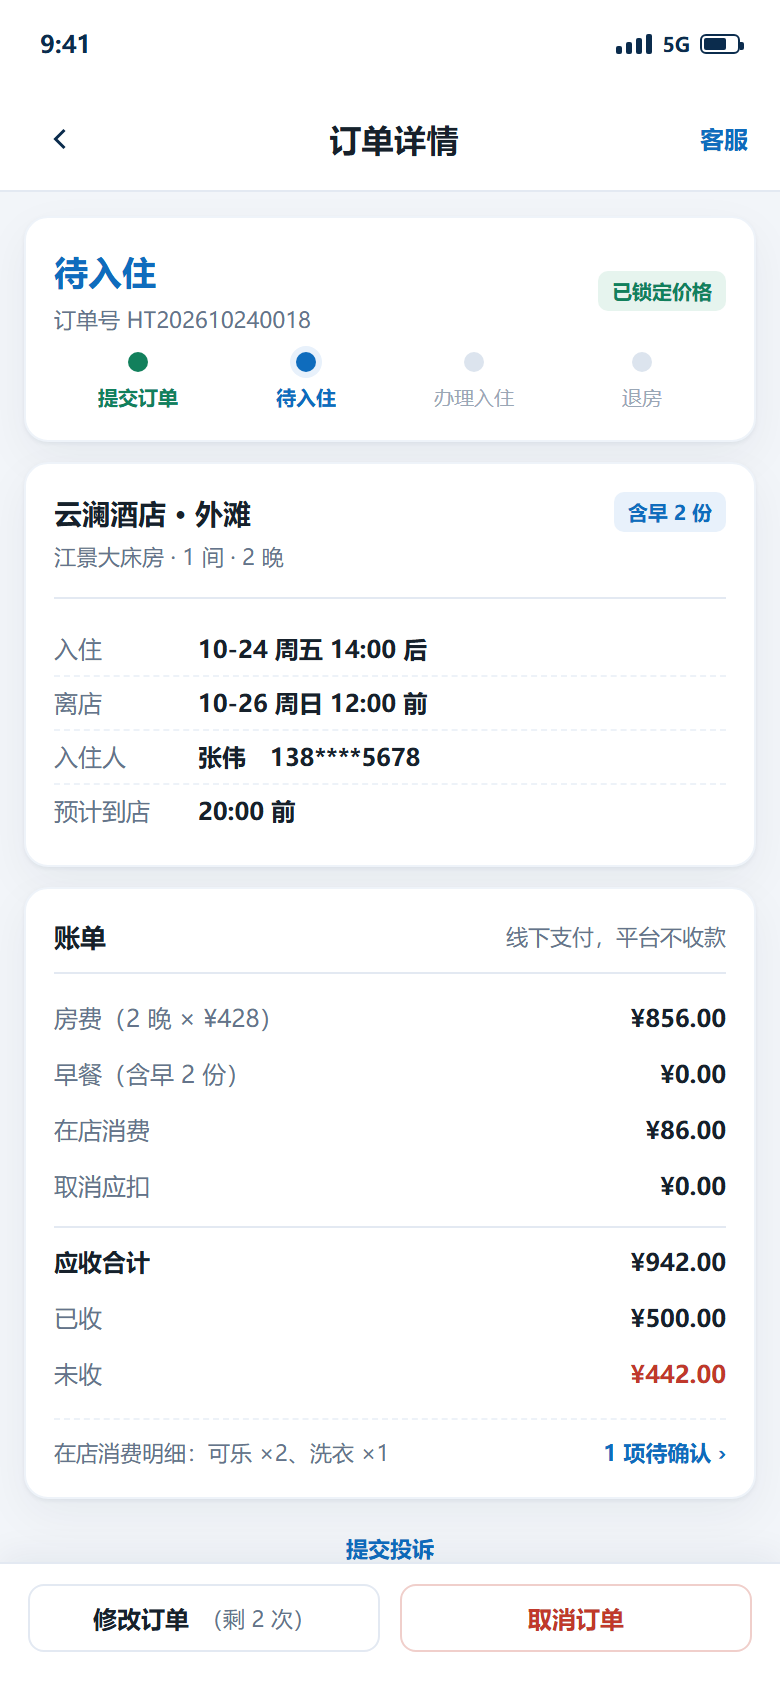 9:41 5G
订单详情 客服
待入住
已锁定价格
订单号 HT202610240018
提交订单 待入住 办理入住 退房
云澜酒店·外滩 含早 2 份
江景大床房 · 1 间 · 2 晚
入住 10-24 周五 14:00 后
离店 10-26 周日 12:00 前
入住人 张伟 138****5678
预计到店 20:00 前
账单 线下支付，平台不收款
房费（2 晚 × ¥428） ¥856.00
早餐（含早 2 份） ¥0.00
在店消费 ¥86.00
取消应扣 ¥0.00
应收合计 ¥942.00
已收 ¥500.00
未收 ¥442.00
在店消费明细：可乐 ×2、洗衣 ×1 1 项待确认 ›
提交投诉
修改订单 （剩 2 次） 取消订单